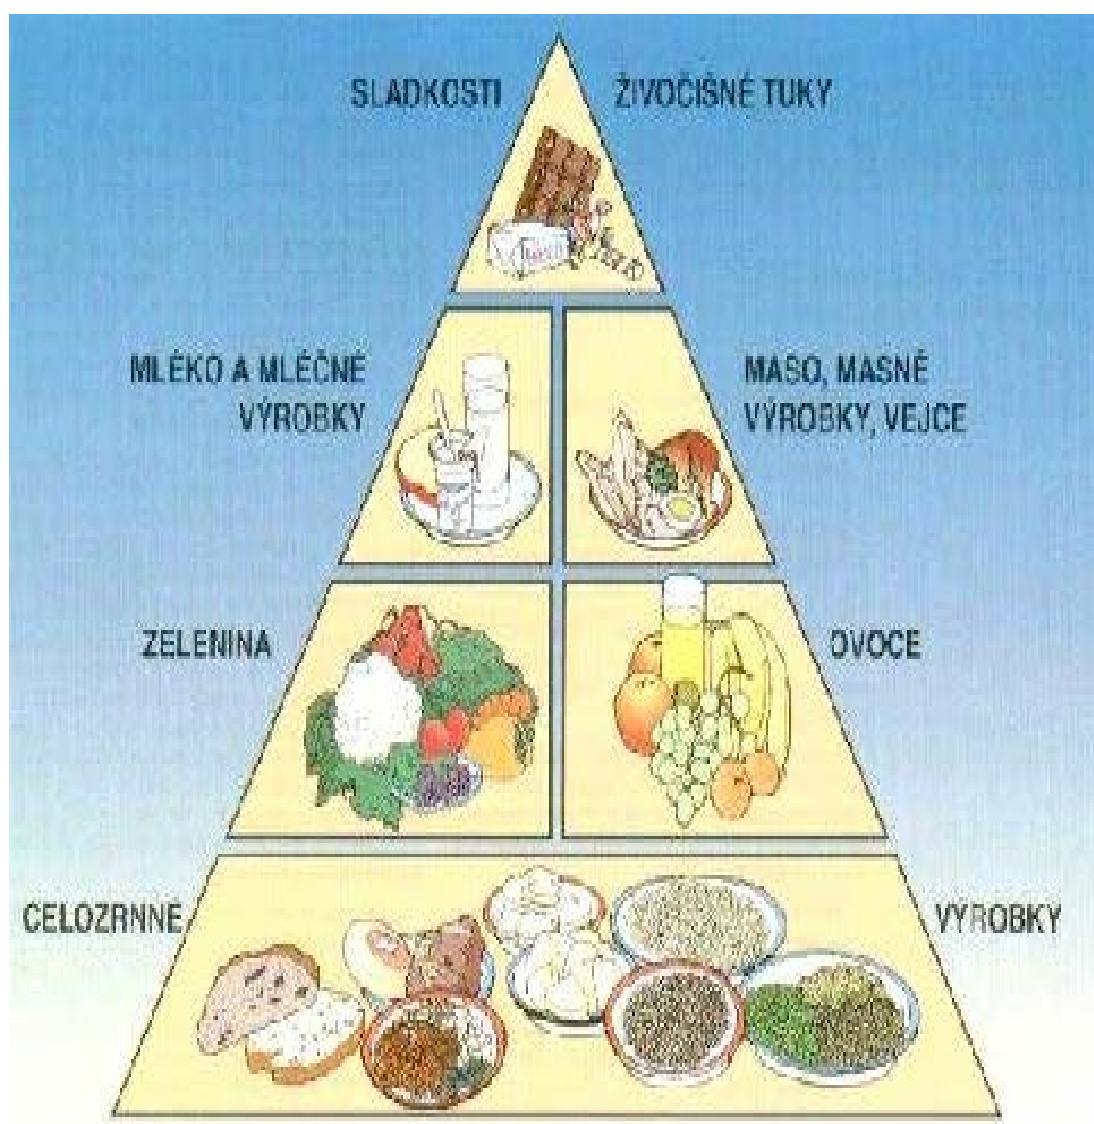 SLADKOSTI
ŽIVOČIŠNÉ TUKY
MLÉKO A MLÉČNÉ
VÝROBKY
MASO, MASNÉ
VÝROBKY, VEJCE
ZELENINA
OVOCE
CELOZRNNÉ
VÝROBKY